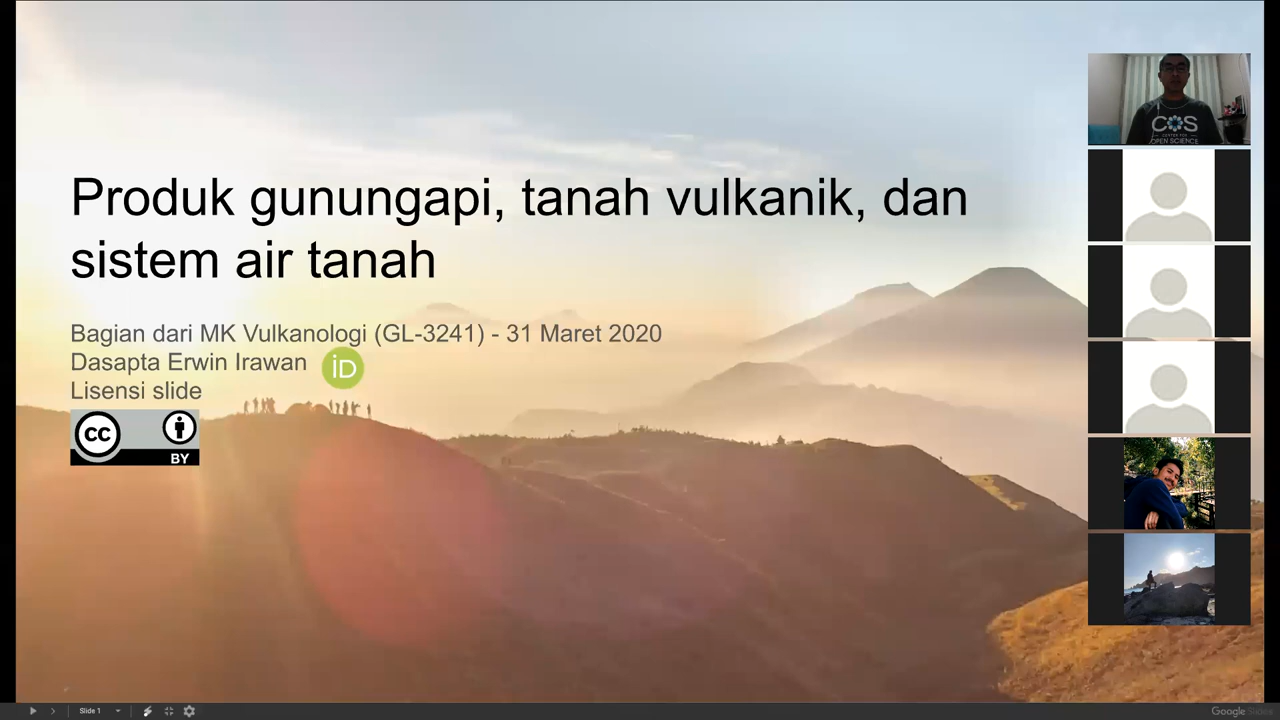 Produk gunungapi, tanah vulkanik, dan
sistem air tanah
Bagian dari MK Vulkanologi (GL-3241) - 31 Maret 2020
Dasapta Erwin Irawan iD
Lisensi slide
cc
BY
COS
CENTER FOR
OPEN SCIENCE
Slide 1
Google Slides